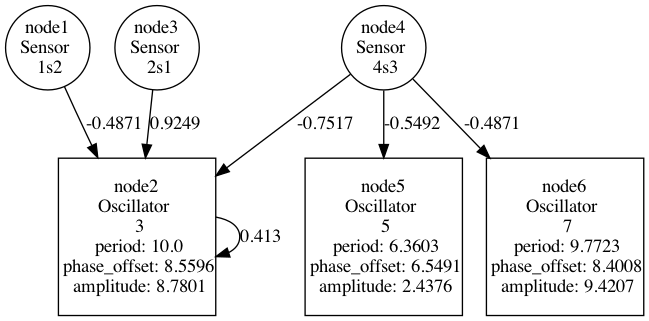 node1
Sensor
1s2
node3
Sensor
2s1
node4
Sensor
4s3
-0.4871
0.9249
-0.7517
-0.5492
-0.4871
node2
Oscillator
3
period: 10.0
phase_offset: 8.5596
amplitude: 8.7801
0.413
node5
Oscillator
5
period: 6.3603
phase_offset: 6.5491
amplitude: 2.4376
node6
Oscillator
7
period: 9.7723
phase_offset: 8.4008
amplitude: 9.4207